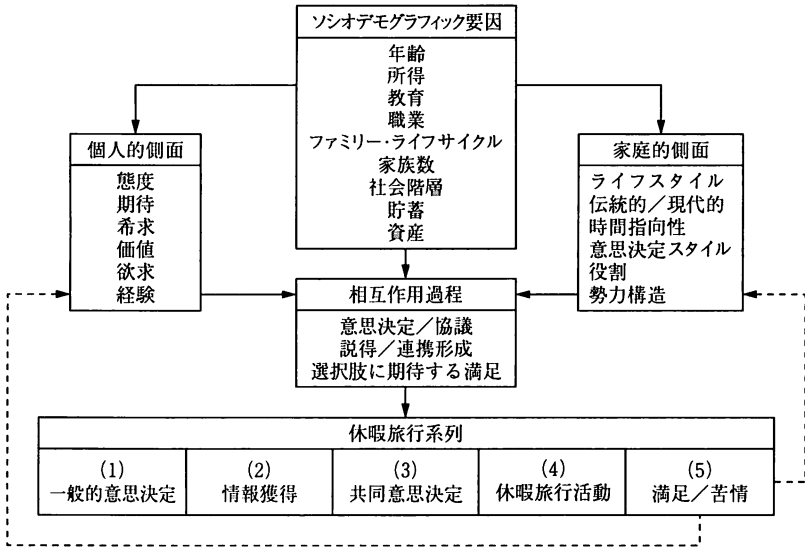 ソシオデモグラフィック要因
年齢
所得
教育
職業
ファミリー・ライフサイクル
家族数
社会階層
貯蓄
資産
個人的側面
態度
期待
希求
価値
欲求
経験
家庭的側面
ライフスタイル
伝統的／現代的
時間指向性
意思決定スタイル
役割
勢力構造
相互作用過程
意思決定／協議
説得／連携形成
選択肢に期待する満足
休暇旅行系列
(1)
一般的意思決定
(2)
情報獲得
(3)
共同意思決定
(4)
休暇旅行活動
(5)
満足／苦情